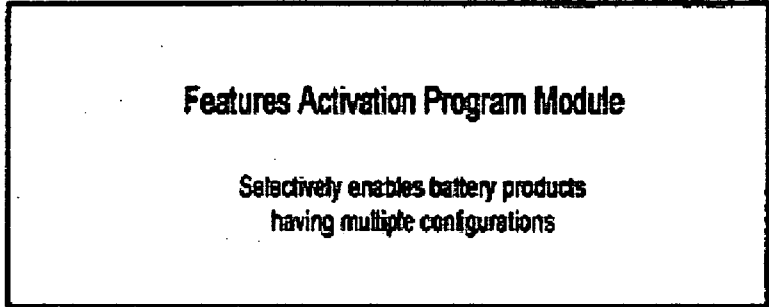 Features Activation Program Module
Selectively enables battery products
having multiple configurations